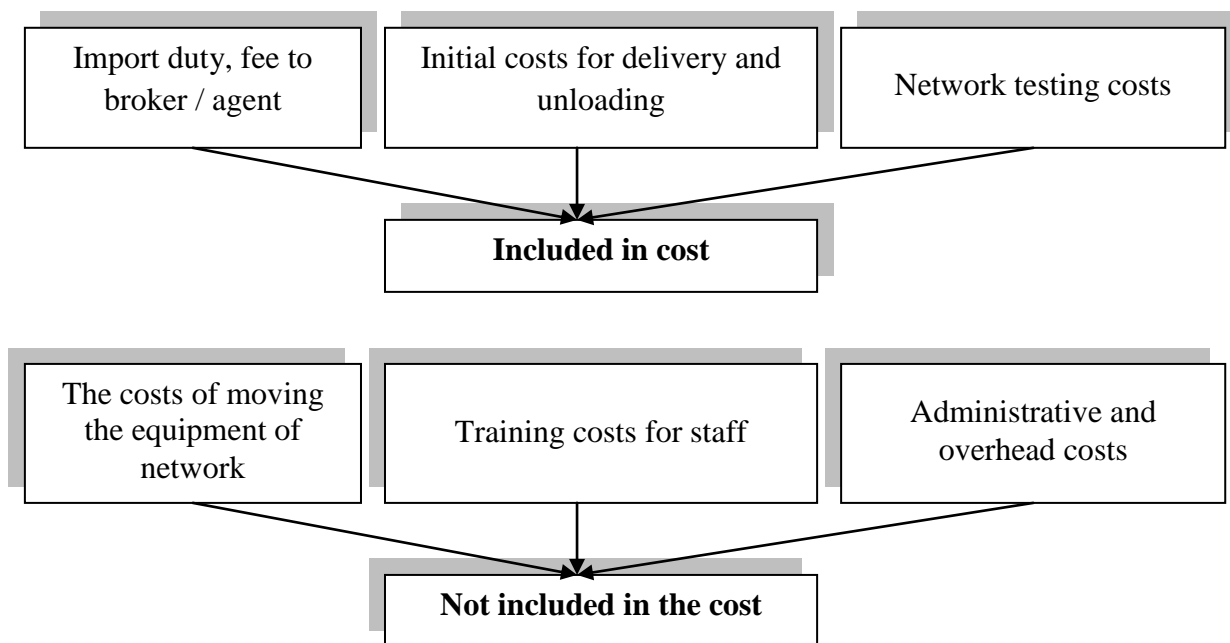 Import duty, fee to
broker / agent
Initial costs for delivery and
unloading
Network testing costs
Included in cost
The costs of moving
the equipment of
network
Training costs for staff
Administrative and
overhead costs
Not included in the cost